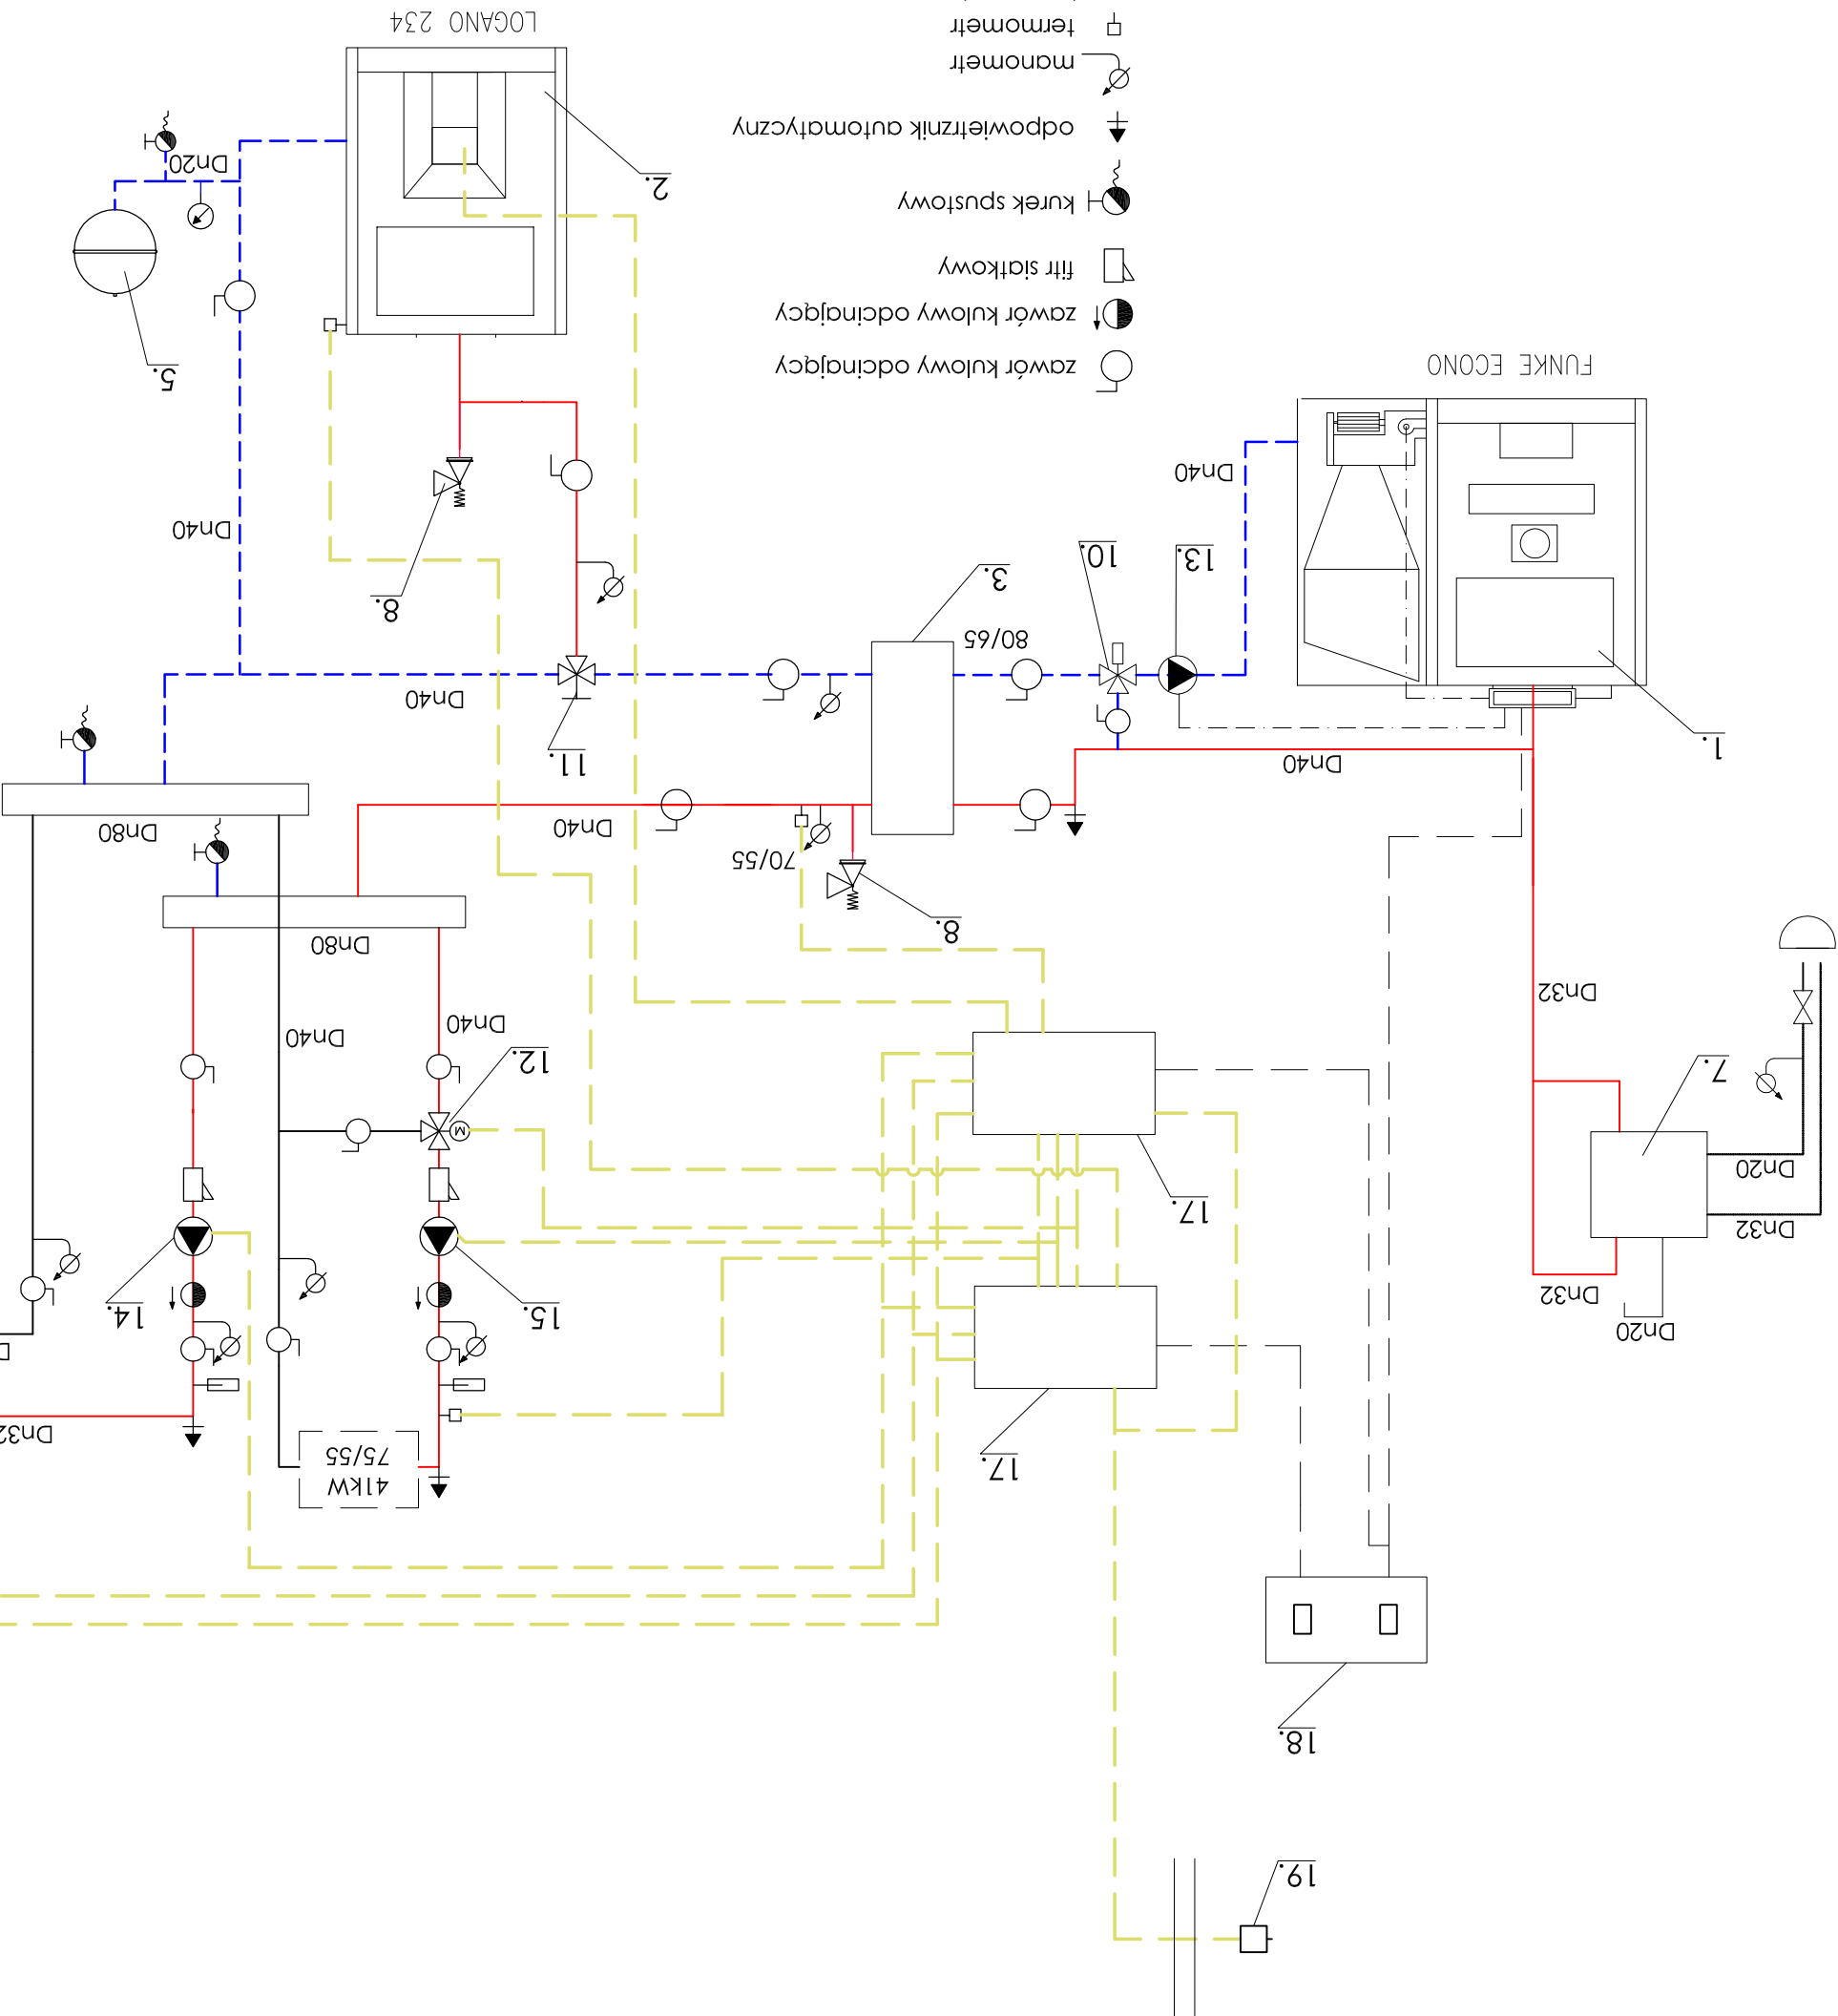 19.
18.
41kW
75/55
17.
Dn32
Dn20
15.
14.
Dn32
Dn32
17.
Dn20
7.
12.
Dn40
Dn40
Dn32
Dn80
8.
70/55
Dn40
Dn80
Dn40
11.
1.
Dn40
80/65
8.
3.
13.
10.
Dn40
Dn40
5.
FUNKE ECONO
zawór kulowy odcinający
zawór kulowy odcinający
fitr siatkowy
kurek spustowy
odpowietrznik automatyczny
manometr
termometr
2.
Dn20
LOGANO 234